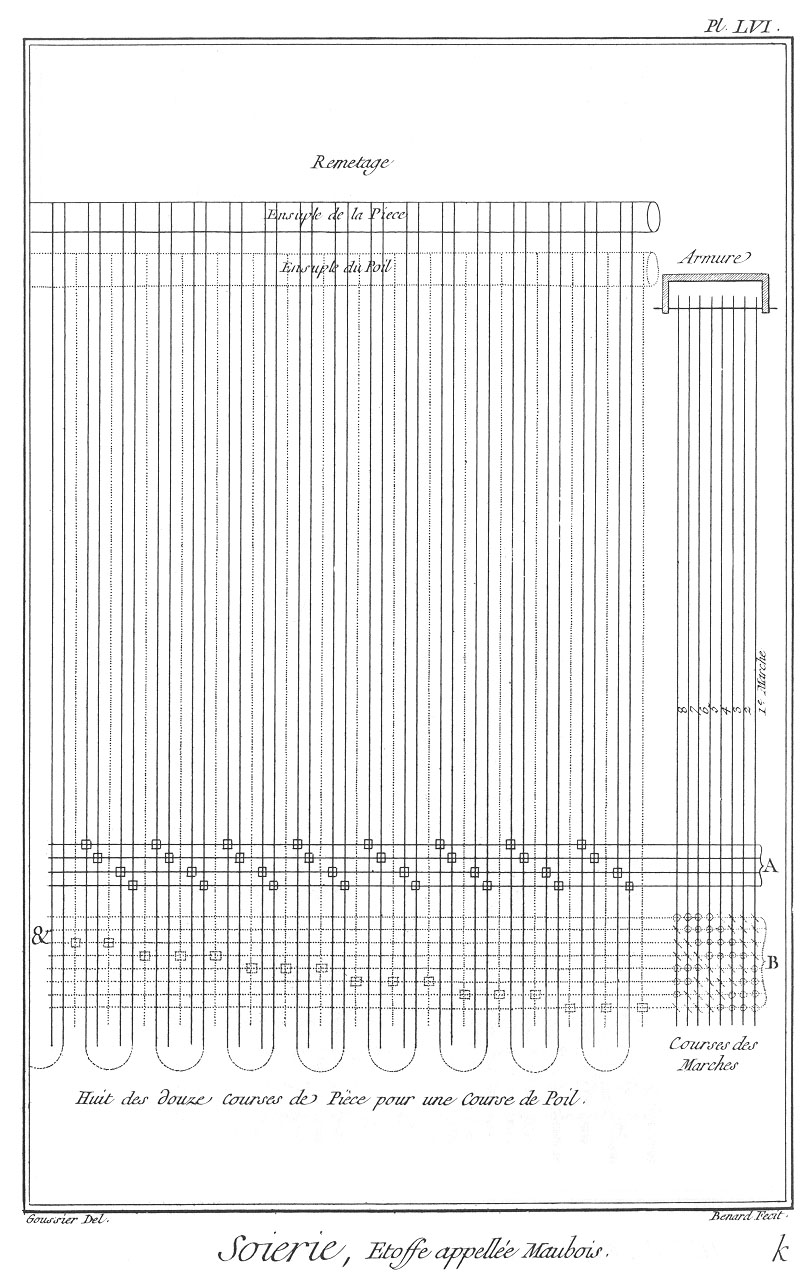 Pl. LVI.
Remetage
Ensuple de la Piece
Ensuple du Poil
Armure
8 7 6 5 4 3 2 1.e Marche
A
&
B
Courses des
Marches
Huit des douze Courses de Pièce pour une Course de Poil.
Goussier Del.
Benard Fecit.
Soierie, Etoffe appellée Maubois.
k